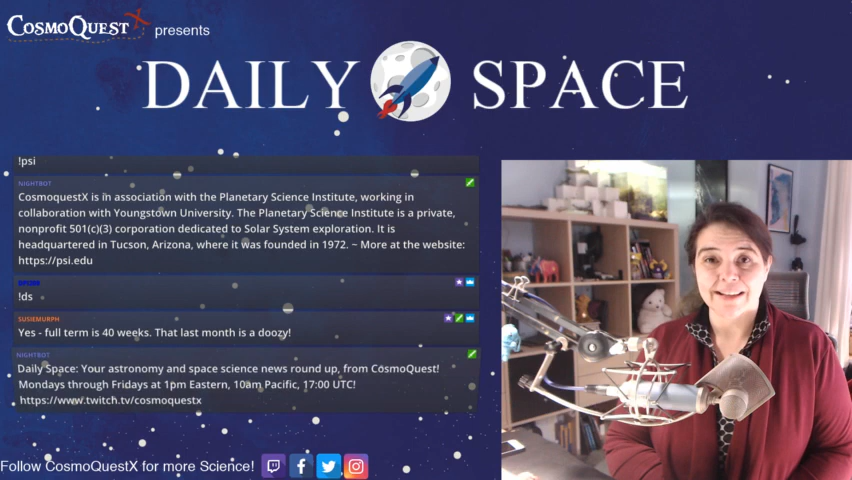 COSMOQUEST X presents
DAILY SPACE
!psi
NIGHTBOT
CosmoquestX is in association with the Planetary Science Institute, working in
collaboration with Youngstown University. The Planetary Science Institute is a private,
nonprofit 501(c)(3) corporation dedicated to Solar System exploration. It is
headquartered in Tucson, Arizona, where it was founded in 1972. ~ More at the website:
https://psi.edu
!ds
SUSIEMURPH
Yes - full term is 40 weeks. That last month is a doozy!
NIGHTBOT
Daily Space: Your astronomy and space science news round up, from CosmoQuest!
Mondays through Fridays at 1pm Eastern, 10am Pacific, 17:00 UTC!
https://www.twitch.tv/cosmoquestx
Follow CosmoQuestX for more Science!